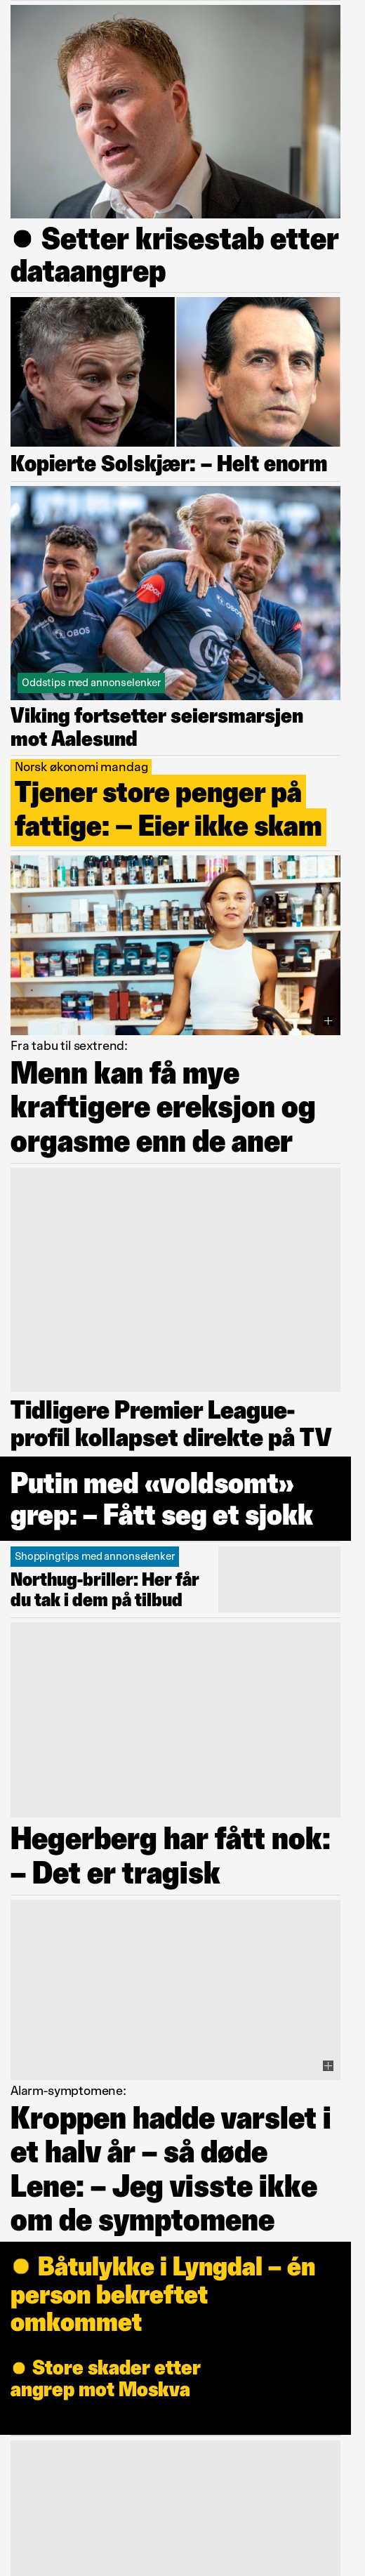 ● Setter krisestab etter
dataangrep
Kopierte Solskjær: – Helt enorm
OBOS
OBOS
Oddstips med annonselenker
Viking fortsetter seiersmarsjen
mot Aalesund
Norsk økonomi mandag
Tjener store penger på
fattige: – Eier ikke skam
Fra tabu til sextrend:
Menn kan få mye
kraftigere ereksjon og
orgasme enn de aner
Tidligere Premier League-
profil kollapset direkte på TV
Putin med «voldsomt»
grep: – Fått seg et sjokk
Shoppingtips med annonselenker
Northug-briller: Her får
du tak i dem på tilbud
Hegerberg har fått nok:
– Det er tragisk
Alarm-symptomene:
Kroppen hadde varslet i
et halv år – så døde
Lene: – Jeg visste ikke
om de symptomene
● Båtulykke i Lyngdal – én
person bekreftet
omkommet
● Store skader etter
angrep mot Moskva